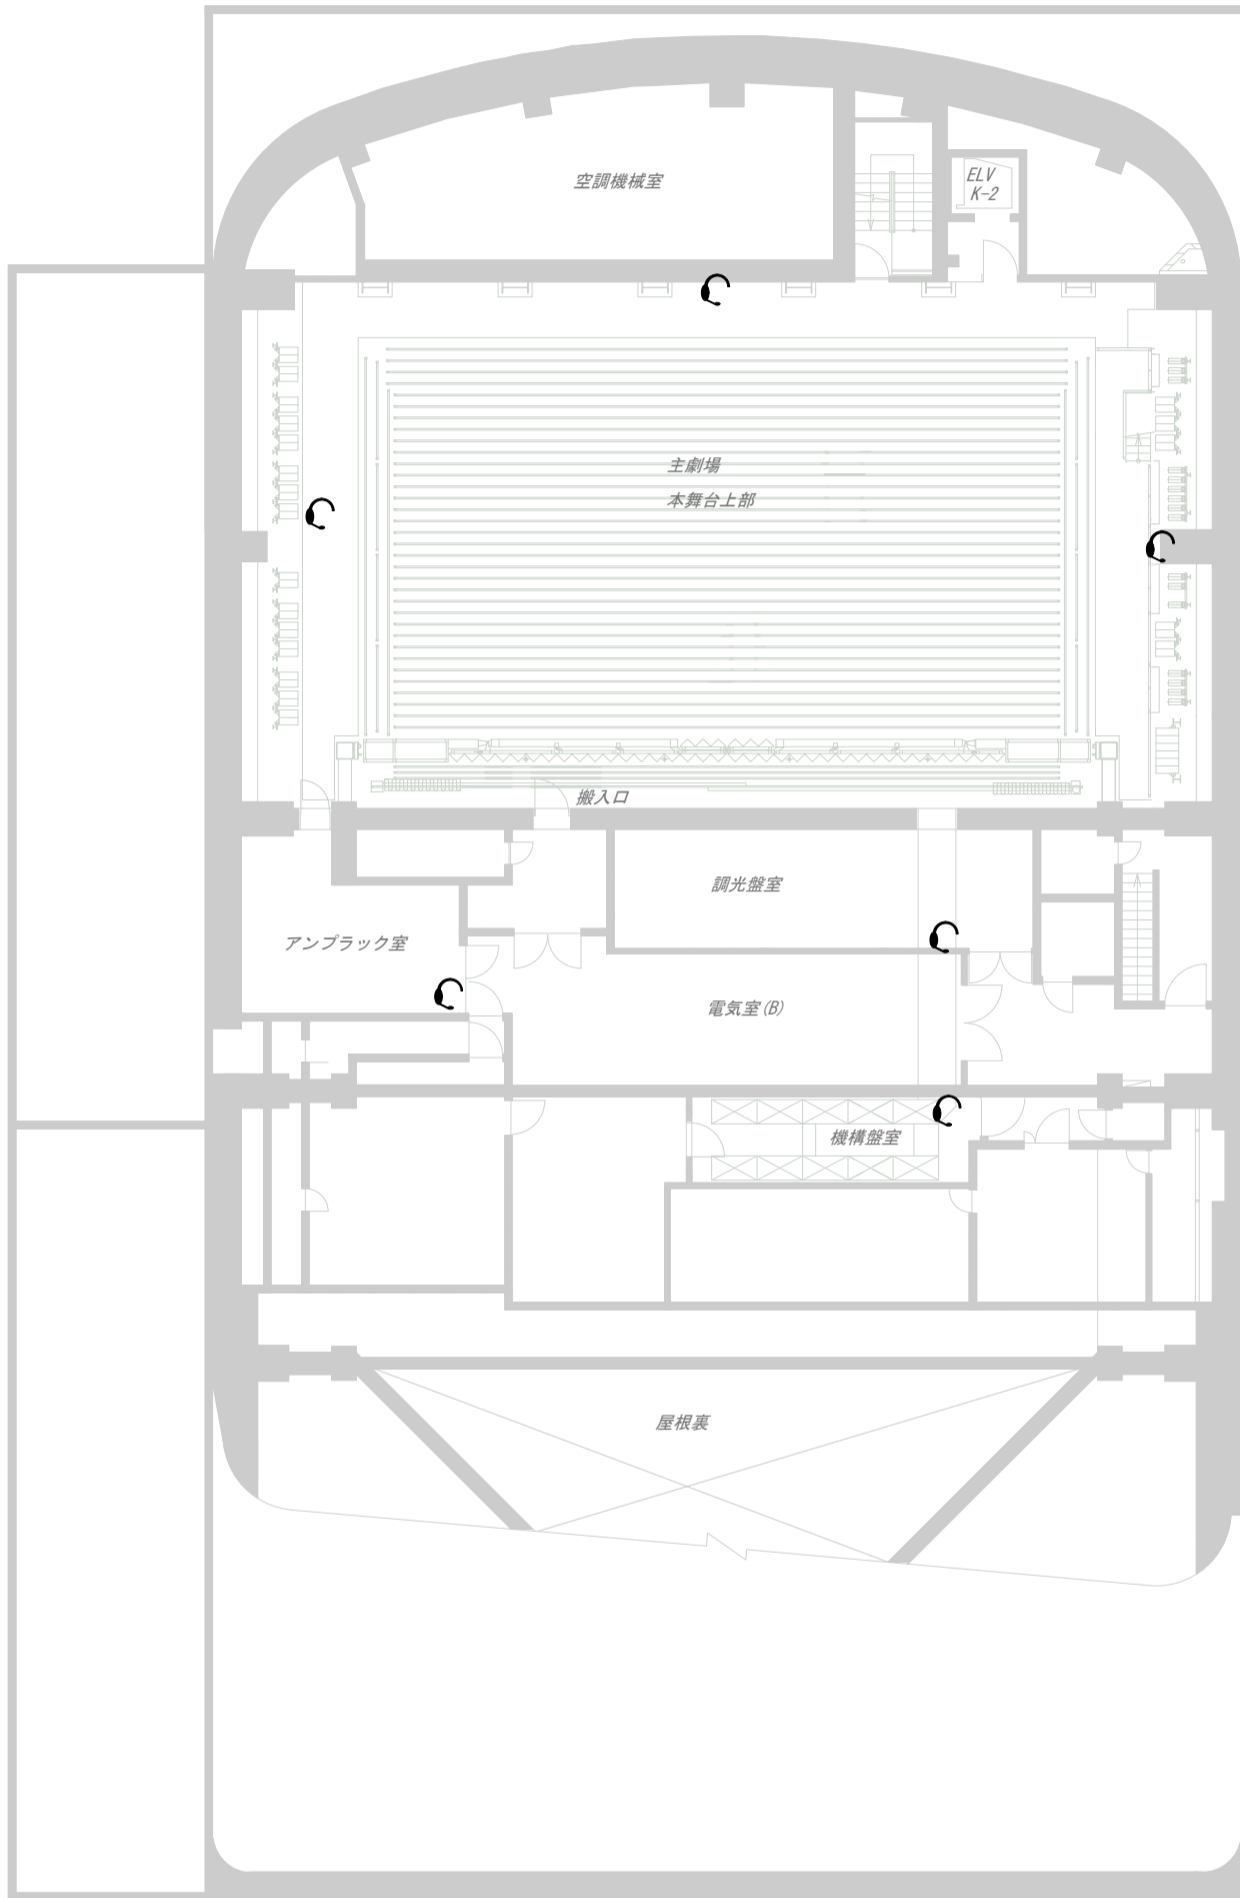 空調機械室
ELV
K-2
主劇場
本舞台上部
搬入口
調光盤室
アンプラック室
電気室(B)
機構盤室
屋根裏